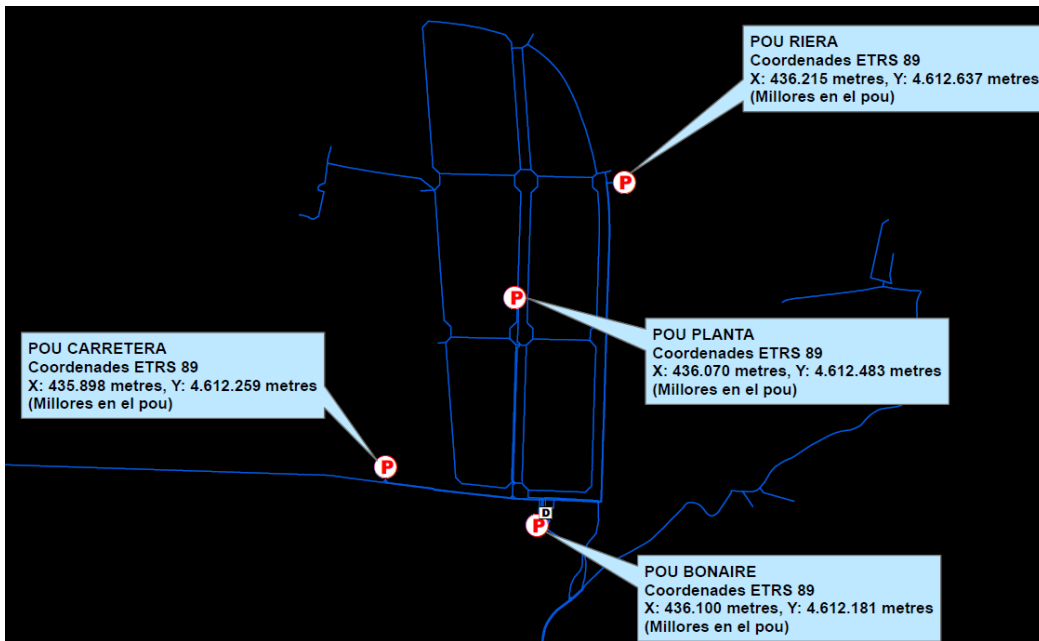 POU RIERA
Coordenades ETRS 89
X: 436.215 metres, Y: 4.612.637 metres
(Millores en el pou)
P
P
POU PLANTA
Coordenades ETRS 89
X: 436.070 metres, Y: 4.612.483 metres
(Millores en el pou)
POU CARRETERA
Coordenades ETRS 89
X: 435.898 metres, Y: 4.612.259 metres
(Millores en el pou)
P
D
P
POU BONAIRE
Coordenades ETRS 89
X: 436.100 metres, Y: 4.612.181 metres
(Millores en el pou)